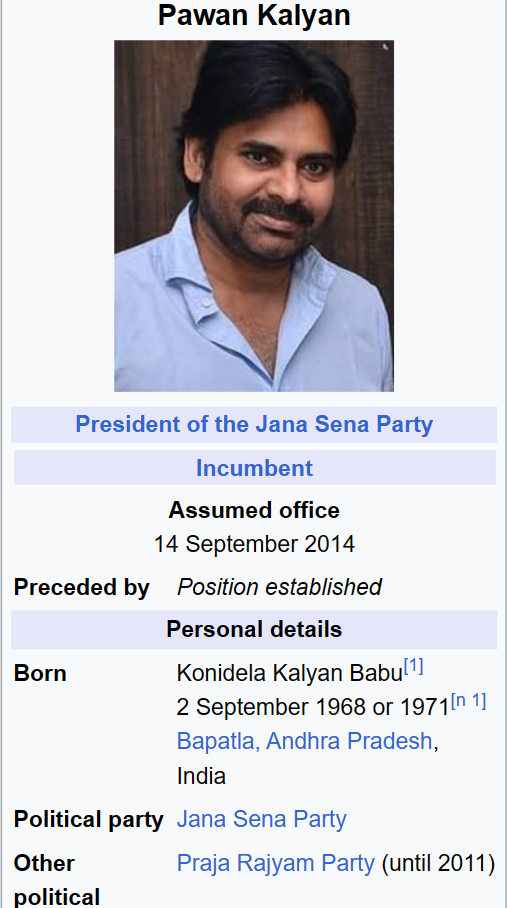 Pawan Kalyan
President of the Jana Sena Party
Incumbent
Assumed office
14 September 2014
Preceded by Position established
Personal details
Born Konidela Kalyan Babu[1]
2 September 1968 or 1971[n 1]
Bapatla, Andhra Pradesh,
India
Political party Jana Sena Party
Other Praja Rajyam Party (until 2011)
political